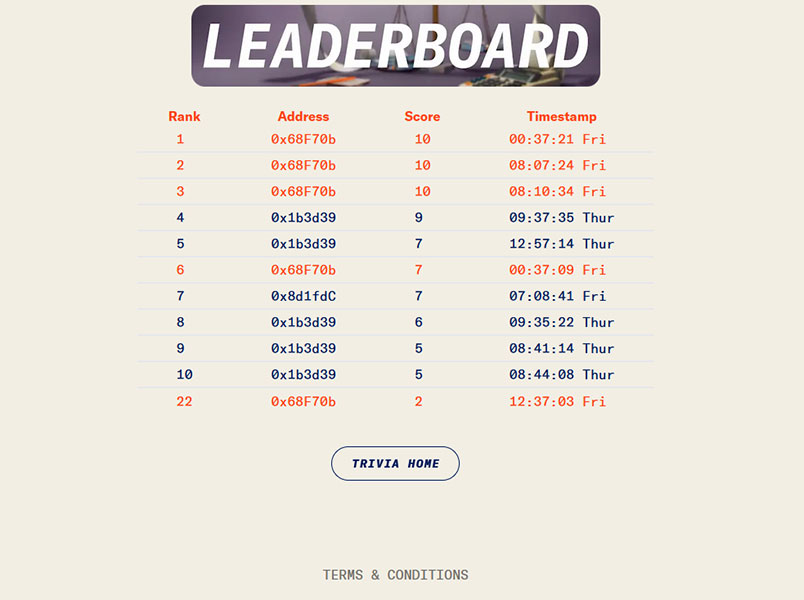 LEADERBOARD
Rank Address Score Timestamp
1 0x68F70b 10 00:37:21 Fri
2 0x68F70b 10 08:07:24 Fri
3 0x68F70b 10 08:10:34 Fri
4 0x1b3d39 9 09:37:35 Thur
5 0x1b3d39 7 12:57:14 Thur
6 0x68F70b 7 00:37:09 Fri
7 0x8d1fdC 7 07:08:41 Fri
8 0x1b3d39 6 09:35:22 Thur
9 0x1b3d39 5 08:41:14 Thur
10 0x1b3d39 5 08:44:08 Thur
22 0x68F70b 2 12:37:03 Fri
TRIVIA HOME
TERMS & CONDITIONS